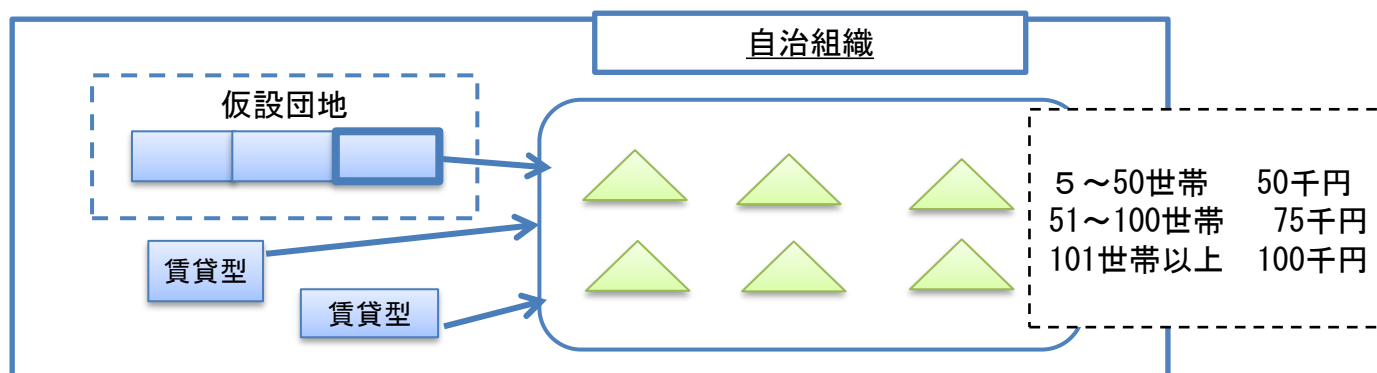 自治組織
仮設団地
賃貸型
賃貸型
５～50世帯　　50千円
51～100世帯　　75千円
101世帯以上　100千円